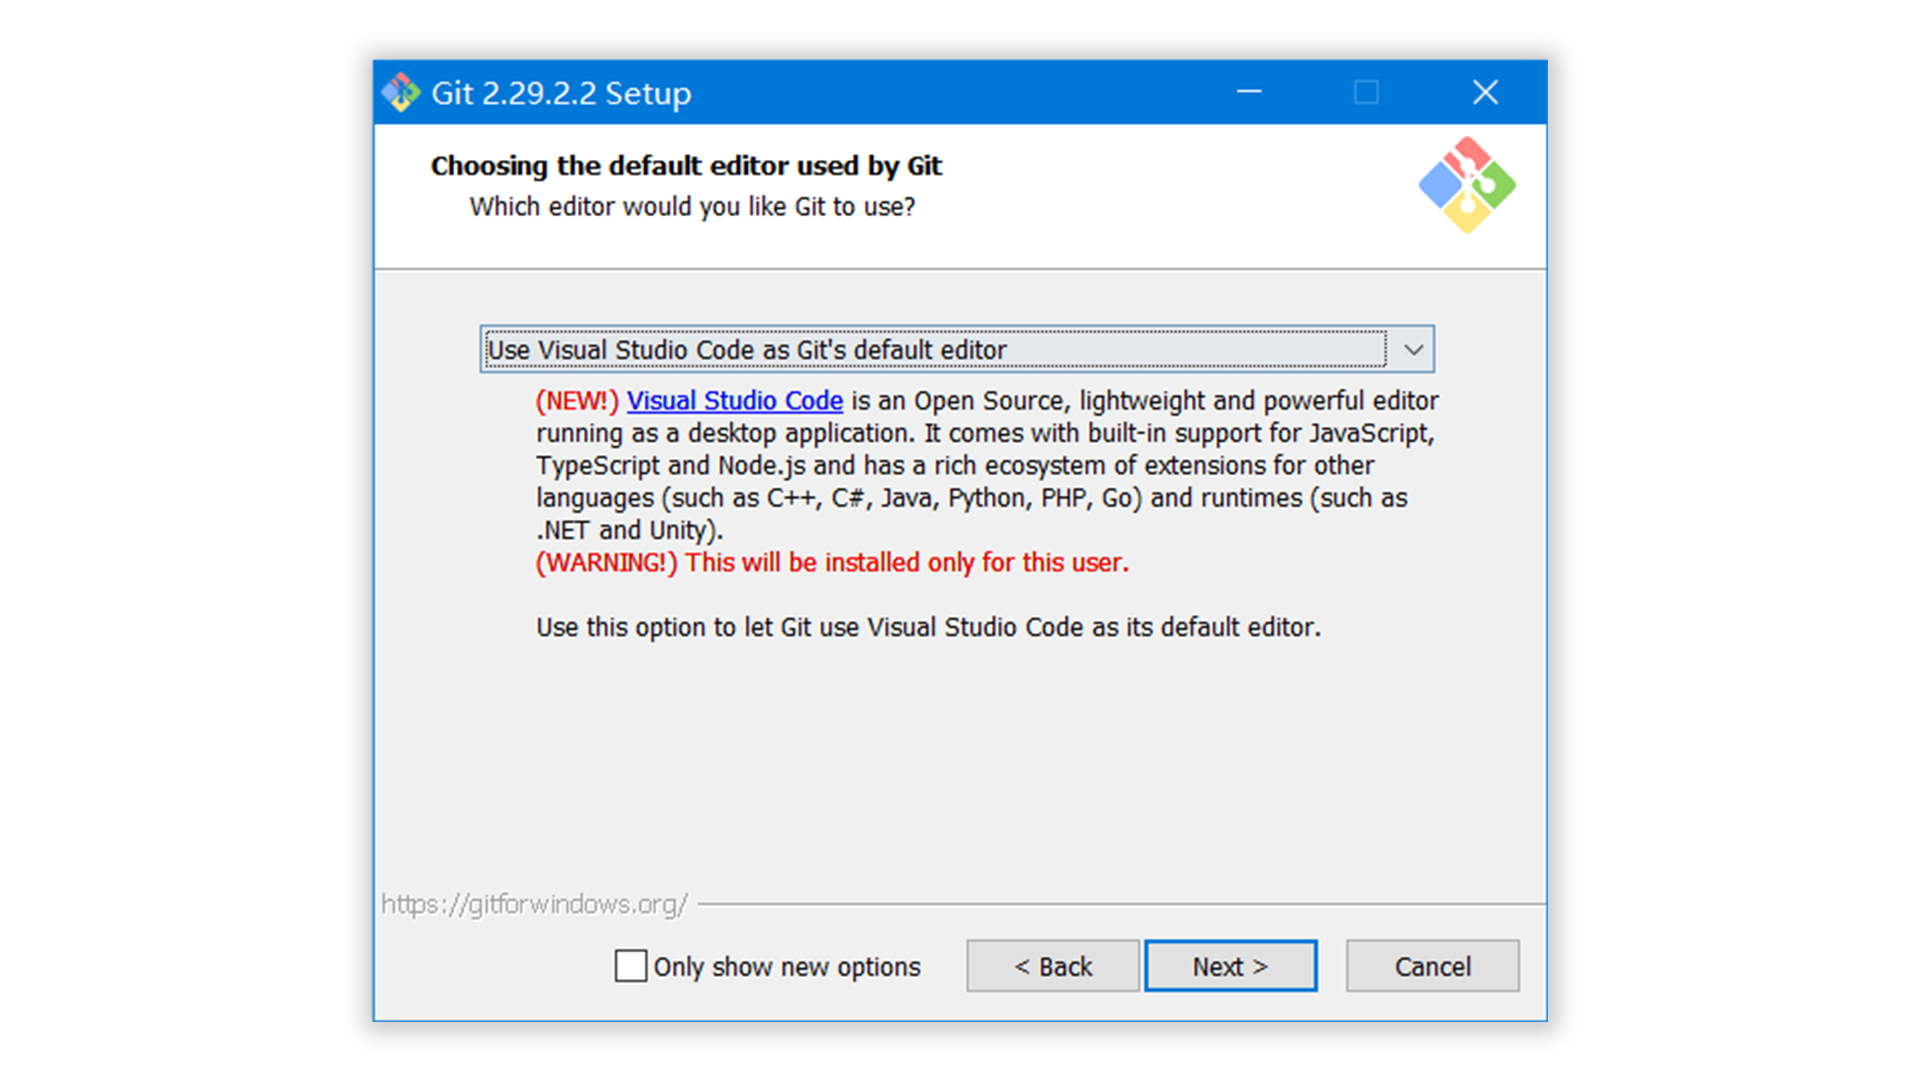 Git 2.29.2.2 Setup
Choosing the default editor used by Git
Which editor would you like Git to use?
Use Visual Studio Code as Git's default editor
(NEW!) Visual Studio Code is an Open Source, lightweight and powerful editor
running as a desktop application. It comes with built-in support for JavaScript,
TypeScript and Node.js and has a rich ecosystem of extensions for other
languages (such as C++, C#, Java, Python, PHP, Go) and runtimes (such as
.NET and Unity).
(WARNING!) This will be installed only for this user.
Use this option to let Git use Visual Studio Code as its default editor.
https://gitforwindows.org/
Only show new options
< Back
Next >
Cancel